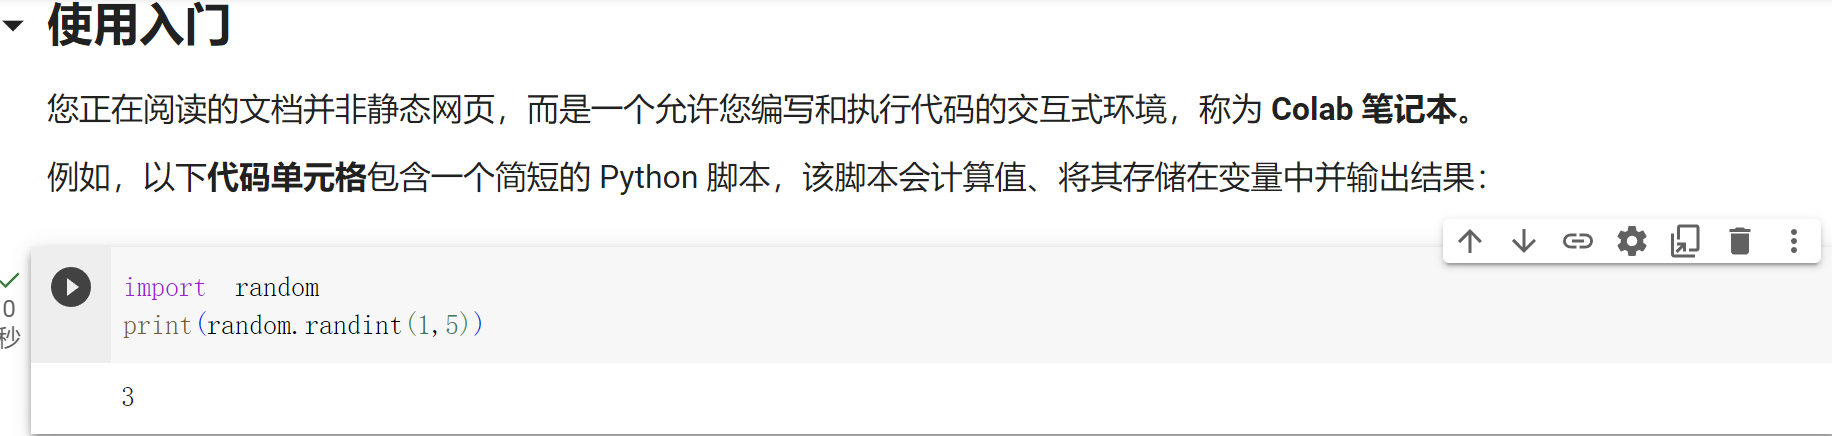 使用入门
您正在阅读的文档并非静态网页，而是一个允许您编写和执行代码的交互式环境，称为 Colab 笔记本。
例如，以下代码单元格包含一个简短的 Python 脚本，该脚本会计算值、将其存储在变量中并输出结果：
0
秒
import  random
print(random.randint(1,5))
3